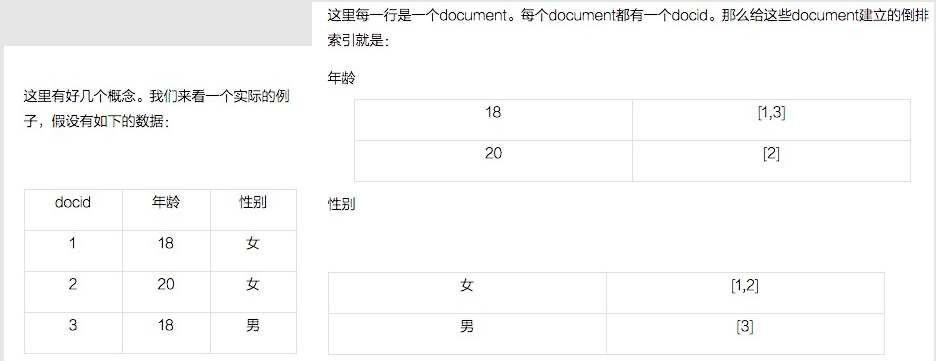 这里有好几个概念。我们来看一个实际的例
子，假设有如下的数据：
docid 年龄 性别
1 18 女
2 20 女
3 18 男
这里每一行是一个document。每个document都有一个docid。那么给这些document建立的倒排
索引就是：
年龄
18 [1,3]
20 [2]
性别
女 [1,2]
男 [3]